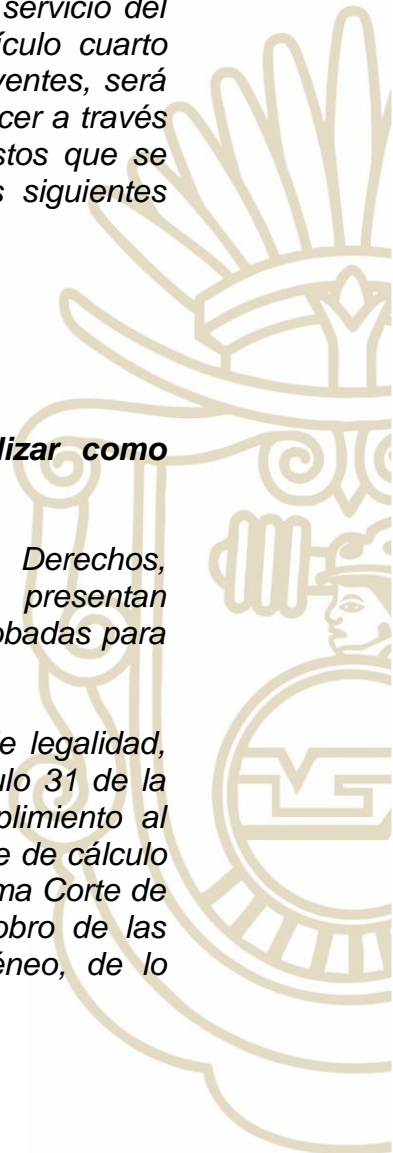 servicio del
ículo cuarto
ventes, será
cer a través
stos que se
s siguientes
lizar como
Derechos,
presentan
obadas para
e legalidad,
ulo 31 de la
plimiento al
e de cálculo
ma Corte de
obro de las
éneo, de lo